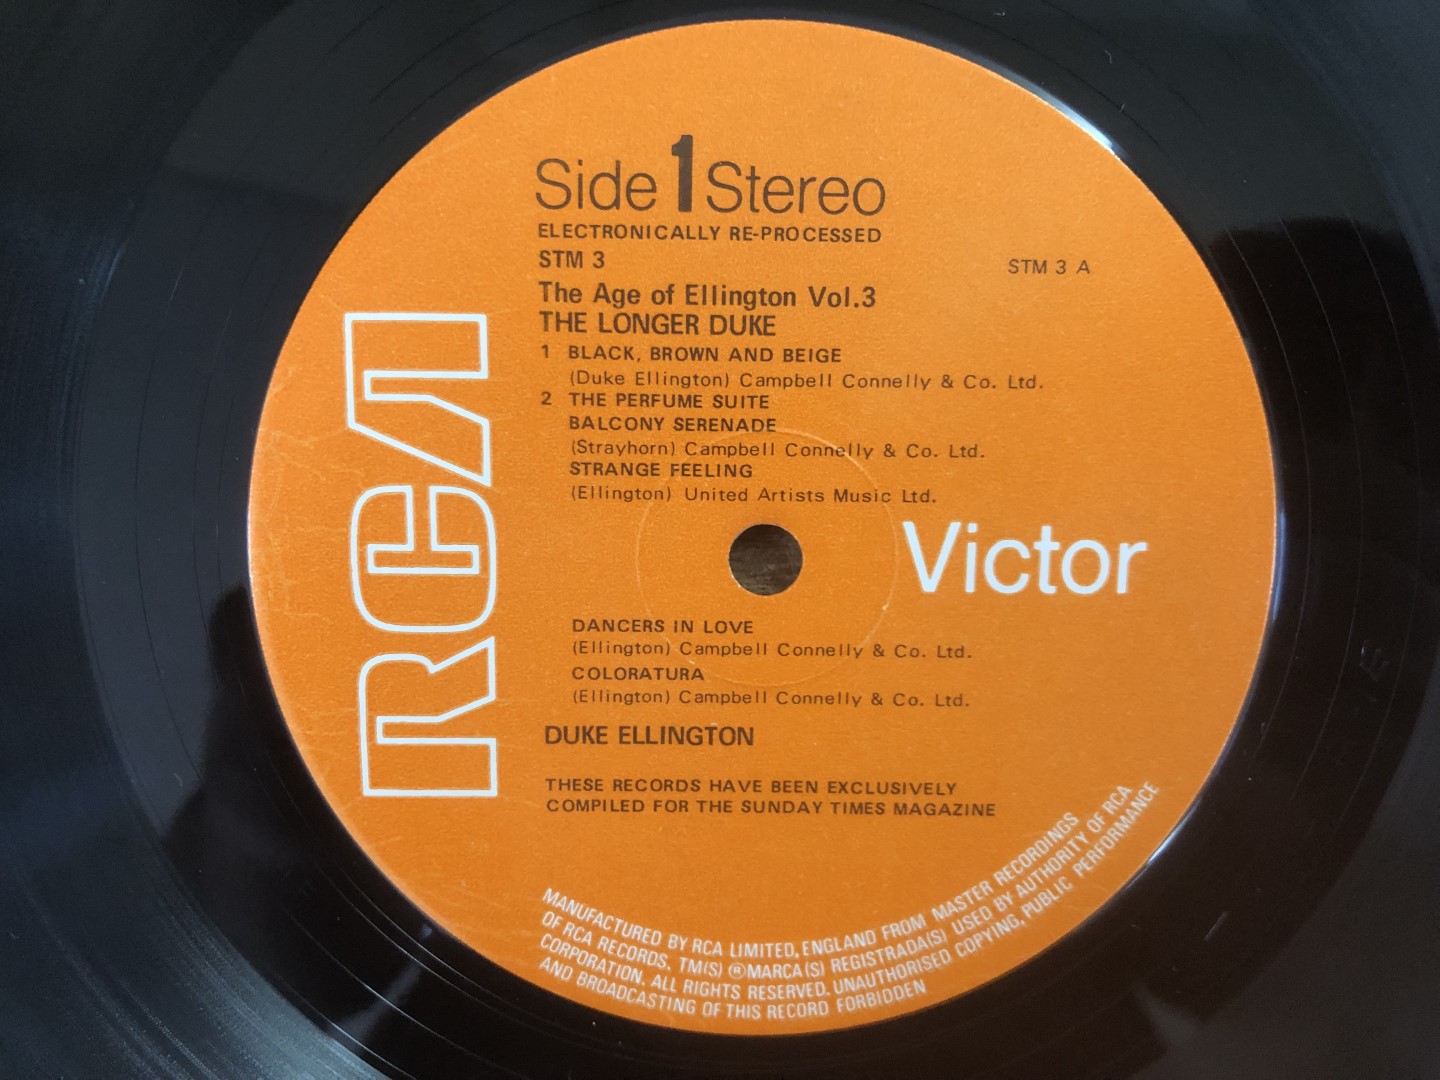 Side 1 Stereo
ELECTRONICALLY RE-PROCESSED
STM 3
STM 3 A
The Age of Ellington Vol.3
THE LONGER DUKE
1 BLACK, BROWN AND BEIGE
(Duke Ellington) Campbell Connelly & Co. Ltd.
2 THE PERFUME SUITE
BALCONY SERENADE
(Strayhorn) Campbell Connelly & Co. Ltd.
STRANGE FEELING
(Ellington) United Artists Music Ltd.
RCA
Victor
DANCERS IN LOVE
(Ellington) Campbell Connelly & Co. Ltd.
COLORATURA
(Ellington) Campbell Connelly & Co. Ltd.
DUKE ELLINGTON
THESE RECORDS HAVE BEEN EXCLUSIVELY
COMPILED FOR THE SUNDAY TIMES MAGAZINE
MANUFACTURED BY RCA LIMITED, ENGLAND FROM MASTER RECORDINGS
OF RCA RECORDS, TM(S) ® MARCA(S) REGISTRADA(S) USED BY AUTHORITY OF RCA
CORPORATION. ALL RIGHTS RESERVED. UNAUTHORISED COPYING, PUBLIC PERFORMANCE
AND BROADCASTING OF THIS RECORD FORBIDDEN